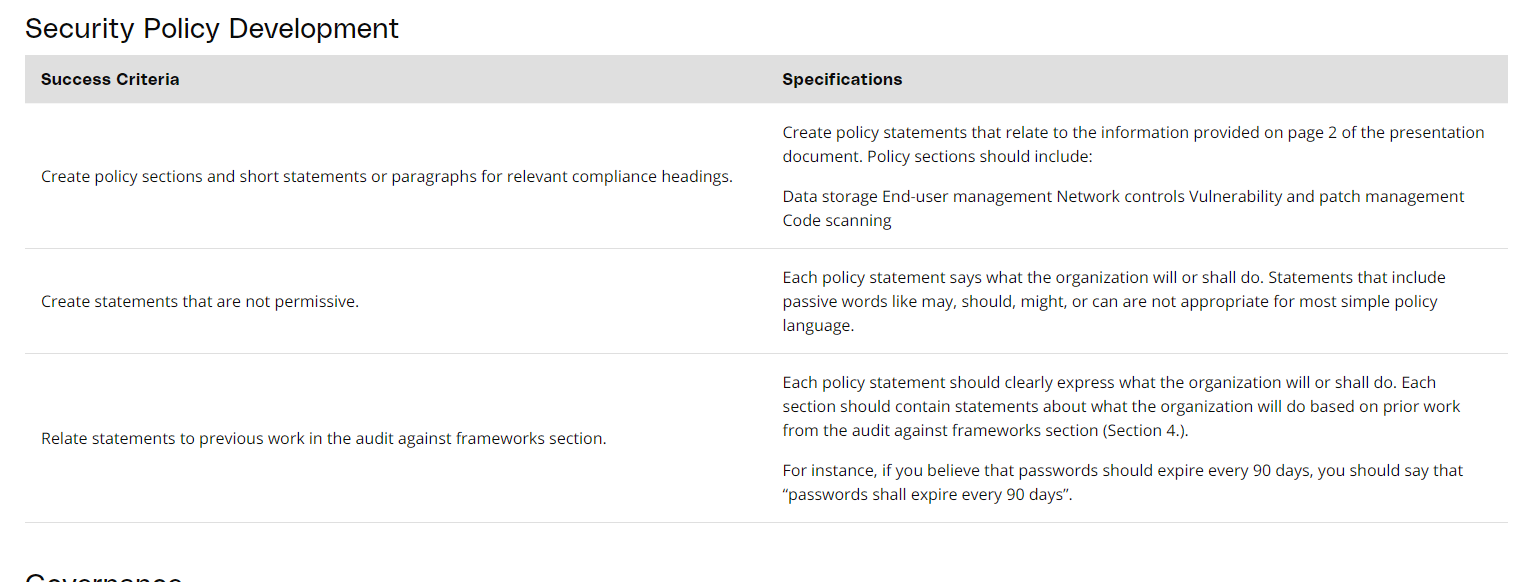 Security Policy Development
Success Criteria
Specifications
Create policy sections and short statements or paragraphs for relevant compliance headings.
Create policy statements that relate to the information provided on page 2 of the presentation
document. Policy sections should include:
Data storage End-user management Network controls Vulnerability and patch management
Code scanning
Create statements that are not permissive.
Each policy statement says what the organization will or shall do. Statements that include
passive words like may, should, might, or can are not appropriate for most simple policy
language.
Relate statements to previous work in the audit against frameworks section.
Each policy statement should clearly express what the organization will or shall do. Each
section should contain statements about what the organization will do based on prior work
from the audit against frameworks section (Section 4.).
For instance, if you believe that passwords should expire every 90 days, you should say that
“passwords shall expire every 90 days”.
Governance